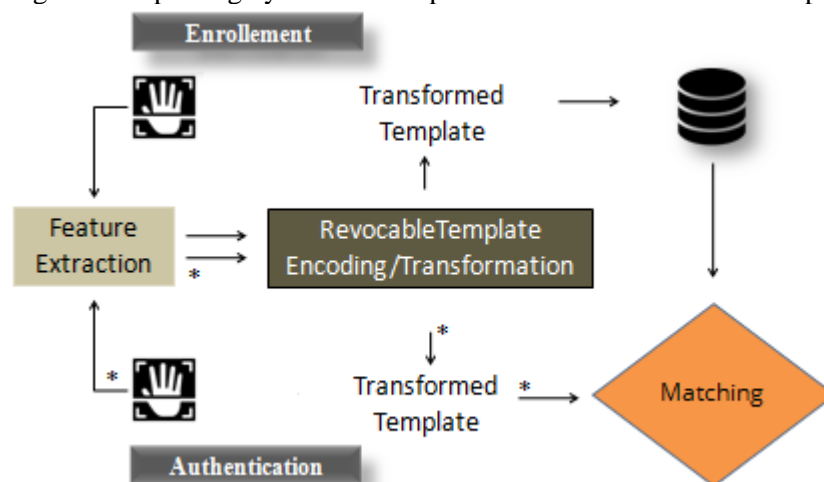 Enrollement
Transformed
Template
Feature
Extraction
*
RevocableTemplate
Encoding/Transformation
*
*
Transformed
Template
*
Matching
Authentication